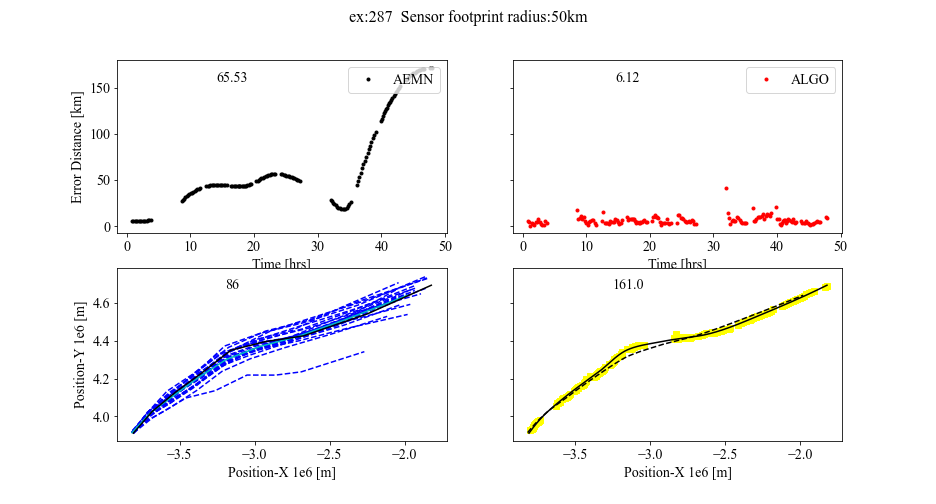 ex:287 Sensor footprint radius:50km
65.53
AEMN
6.12
ALGO
150
100
50
0
Error Distance [km]
0 10 20 30 40 50
0 10 20 30 40 50
Time [hrs]
Time [hrs]
86
161.0
4.6
4.4
4.2
4.0
Position-Y 1e6 [m]
−3.5 −3.0 −2.5 −2.0
−3.5 −3.0 −2.5 −2.0
Position-X 1e6 [m]
Position-X 1e6 [m]